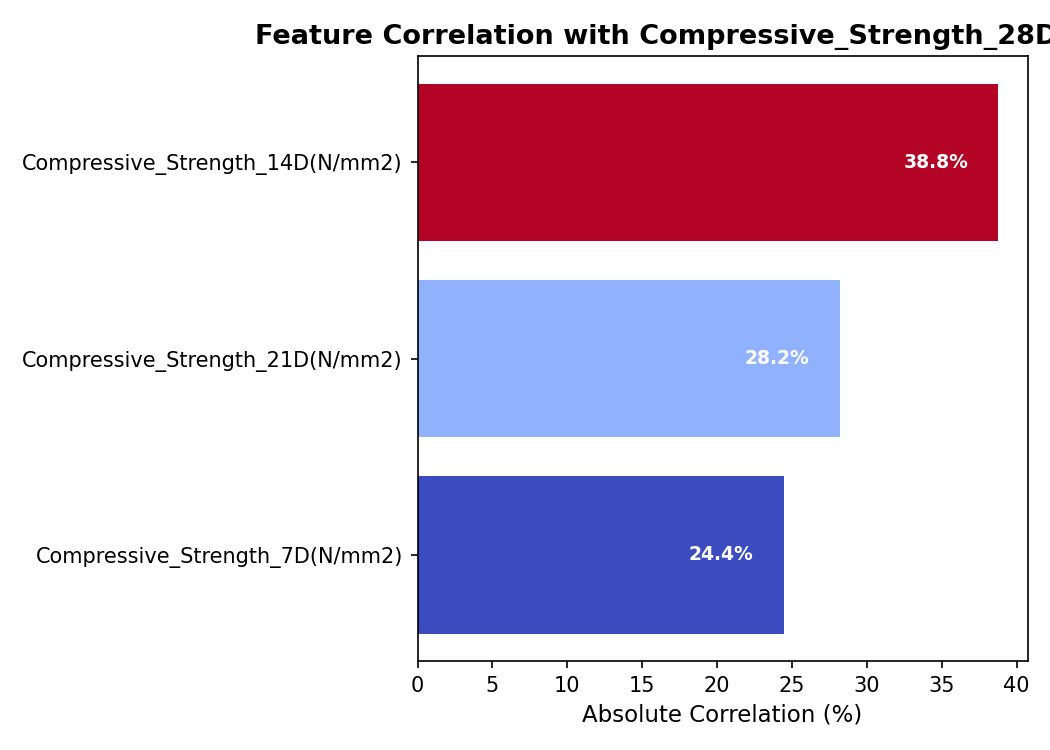 Feature Correlation with Compressive_Strength_28D
Compressive_Strength_14D(N/mm2)
38.8%
Compressive_Strength_21D(N/mm2)
28.2%
Compressive_Strength_7D(N/mm2)
24.4%
0 5 10 15 20 25 30 35 40
Absolute Correlation (%)